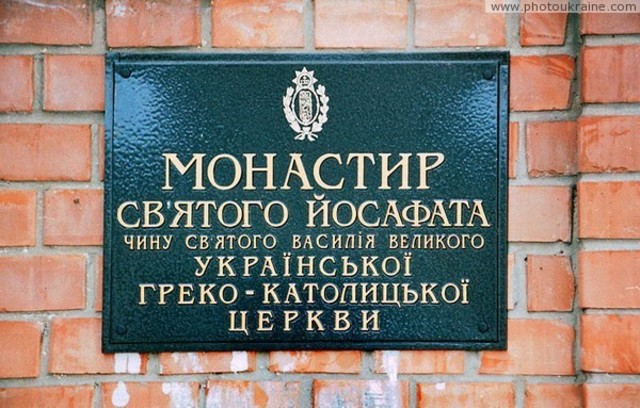 www.photoukraine.com
МОНАСТИР
СВ'ЯТОГО ЙОСАФАТА
ЧИНУ СВ'ЯТОГО ВАСИЛІЯ ВЕЛИКОГО
УКРАЇНСЬКОЇ
ГРЕКО-КАТОЛИЦЬКОЇ
ЦЕРКВИ